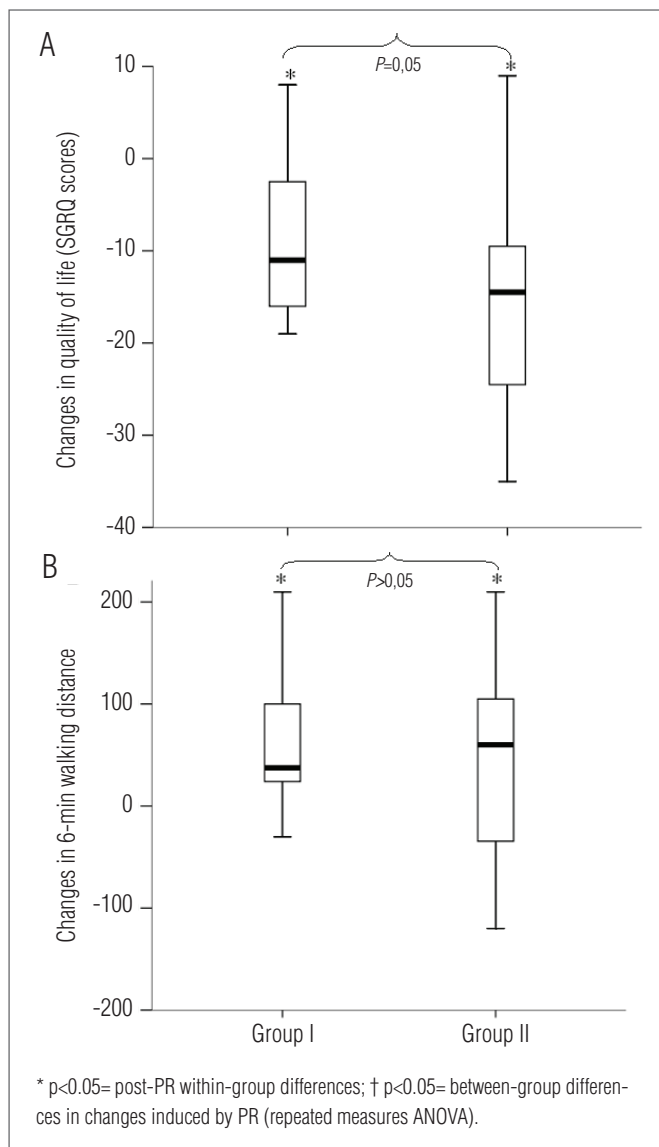 A
*
P=0,05
*
10
0
-10
-20
-30
-40
Changes in quality of life (SGRQ scores)
B
*
P>0,05
*
200
100
0
-100
-200
Changes in 6-min walking distance
Group I
Group II
* p<0.05= post-PR within-group differences; † p<0.05= between-group differen-
ces in changes induced by PR (repeated measures ANOVA).